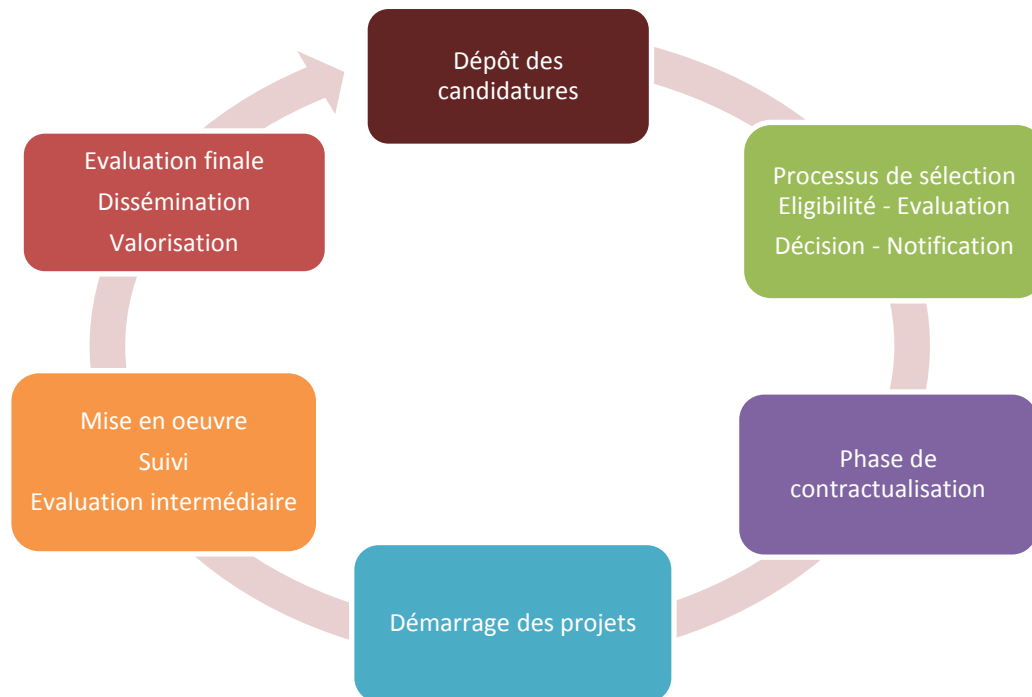 Dépôt des
candidatures
Processus de sélection
Eligibilité - Evaluation
Décision - Notification
Phase de
contractualisation
Démarrage des projets
Mise en oeuvre
Suivi
Evaluation intermédiaire
Evaluation finale
Dissémination
Valorisation